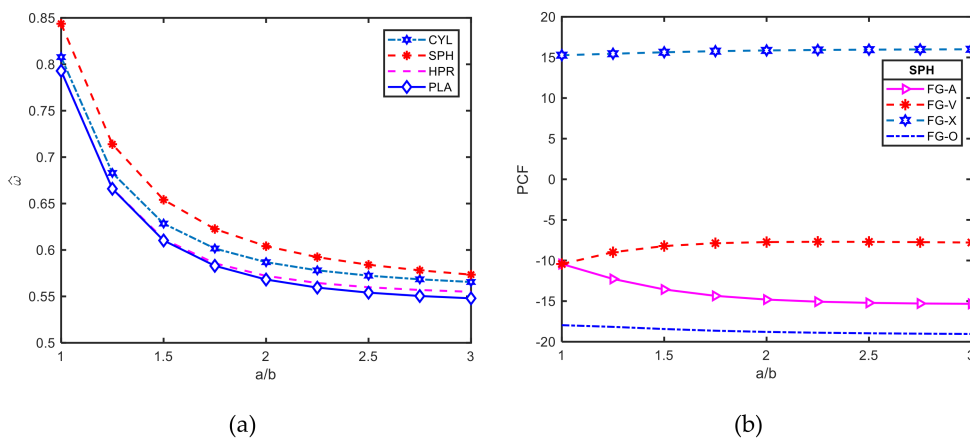 0.85
0.8
0.75
0.7
0.65
0.6
0.55
0.5
ω̂
1
1.5
2
2.5
3
a/b
CYL
SPH
HPR
PLA
(a)
20
15
10
5
0
-5
-10
-15
-20
PCF
1
1.5
2
2.5
3
a/b
SPH
FG-A
FG-V
FG-X
FG-O
(b)